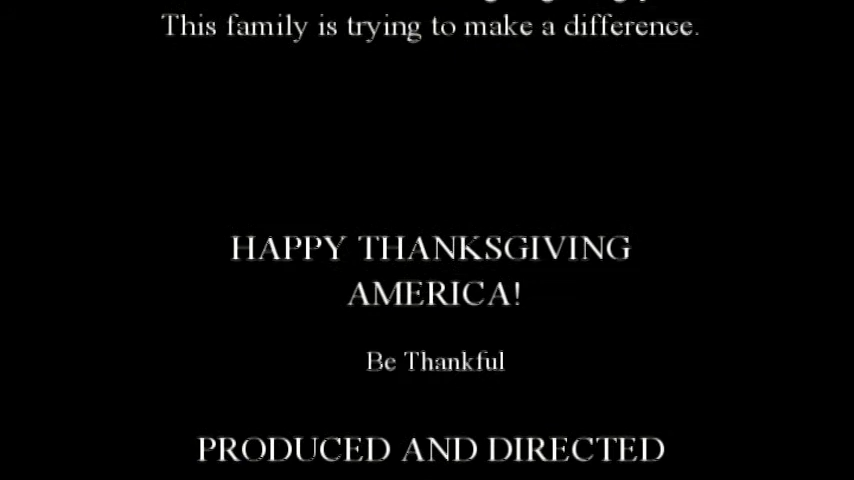 This family is trying to make a difference.
HAPPY THANKSGIVING
AMERICA!
Be Thankful
PRODUCED AND DIRECTED